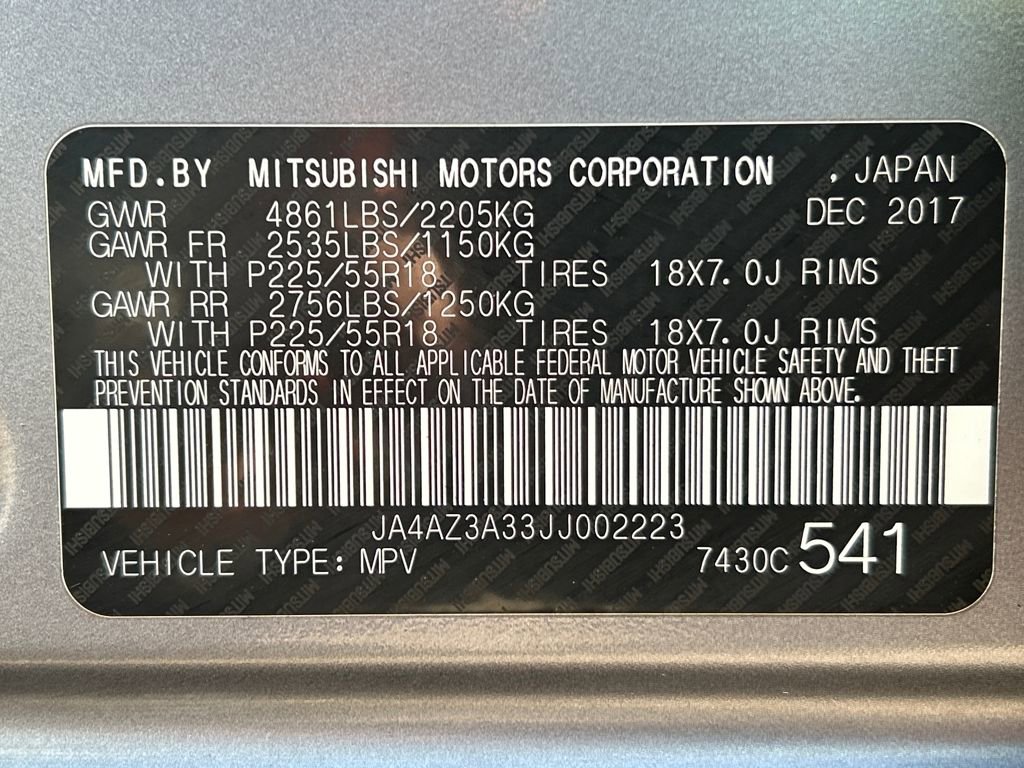 MFD.BY MITSUBISHI MOTORS CORPORATION , JAPAN
GVWR 4861LBS/2205KG DEC 2017
GAWR FR 2535LBS/1150KG
WITH P225/55R18 TIRES 18X7.0J RIMS
GAWR RR 2756LBS/1250KG
WITH P225/55R18 TIRES 18X7.0J RIMS
THIS VEHICLE CONFORMS TO ALL APPLICABLE FEDERAL MOTOR VEHICLE SAFETY AND THEFT
PREVENTION STANDARDS IN EFFECT ON THE DATE OF MANUFACTURE SHOWN ABOVE.
JA4AZ3A33JJ002223
VEHICLE TYPE: MPV 7430C 541